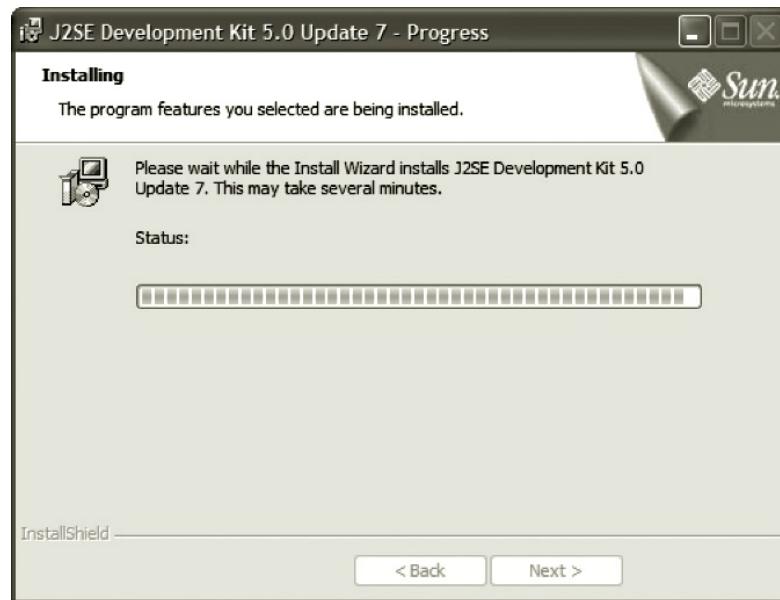 J2SE Development Kit 5.0 Update 7 - Progress
Installing
The program features you selected are being installed.
Sun
microsystems
Please wait while the Install Wizard installs J2SE Development Kit 5.0
Update 7. This may take several minutes.
Status:
InstallShield
< Back
Next >